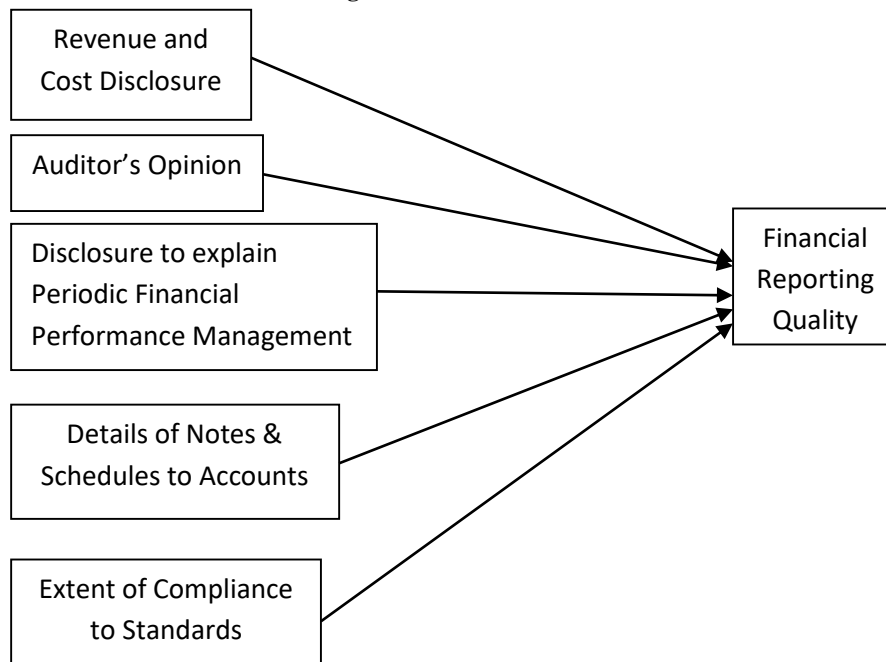 Revenue and
Cost Disclosure
Auditor’s Opinion
Disclosure to explain
Periodic Financial
Performance Management
Financial
Reporting
Quality
Details of Notes &
Schedules to Accounts
Extent of Compliance
to Standards